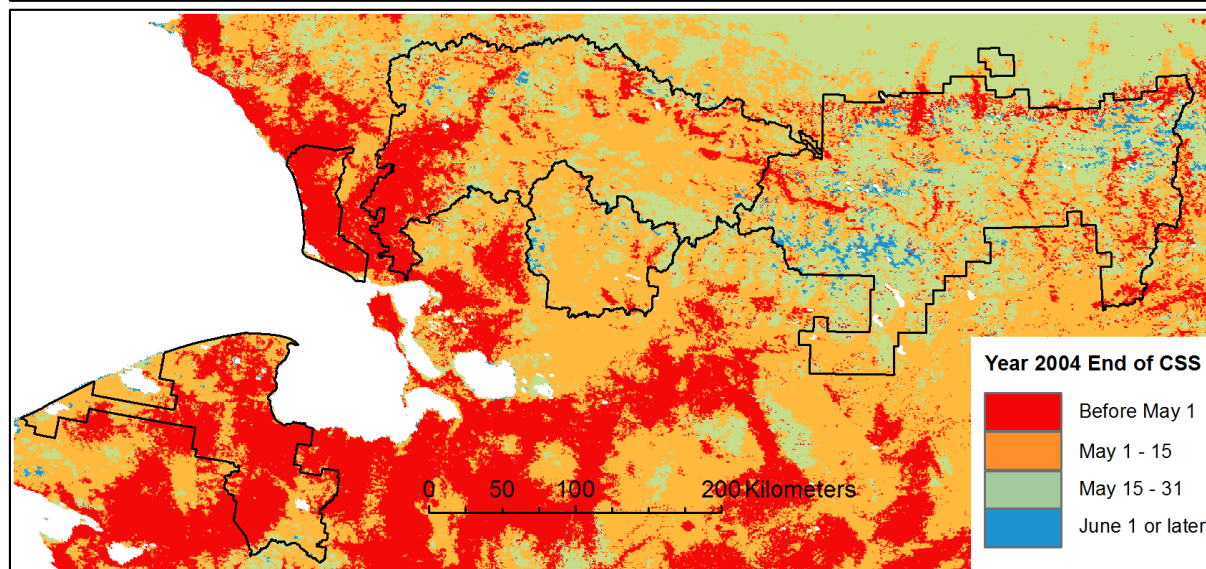 Year 2004 End of CSS
Before May 1
May 1 - 15
May 15 - 31
June 1 or later
0 50 100 200 Kilometers